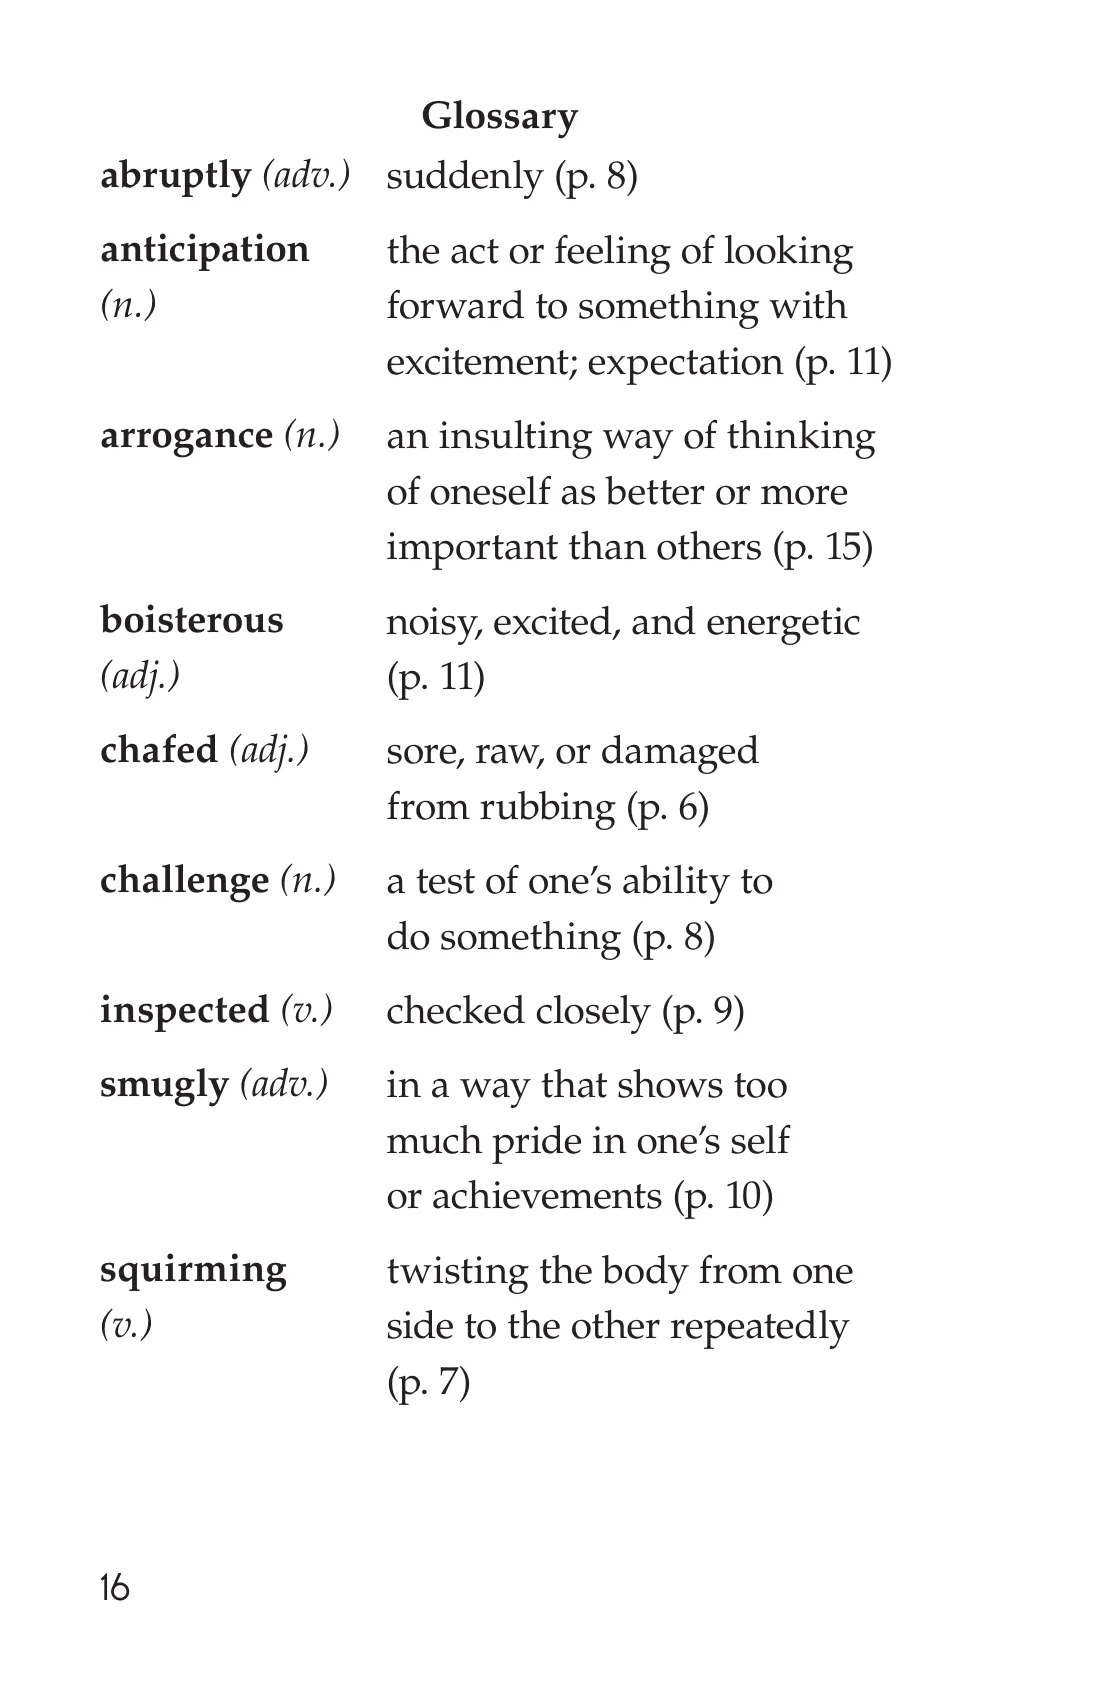 Glossary
abruptly (adv.) suddenly (p. 8)
anticipation the act or feeling of looking
(n.) forward to something with
excitement; expectation (p. 11)
arrogance (n.) an insulting way of thinking
of oneself as better or more
important than others (p. 15)
boisterous noisy, excited, and energetic
(adj.) (p. 11)
chafed (adj.) sore, raw, or damaged
from rubbing (p. 6)
challenge (n.) a test of one’s ability to
do something (p. 8)
inspected (v.) checked closely (p. 9)
smugly (adv.) in a way that shows too
much pride in one’s self
or achievements (p. 10)
squirming twisting the body from one
(v.) side to the other repeatedly
(p. 7)
16